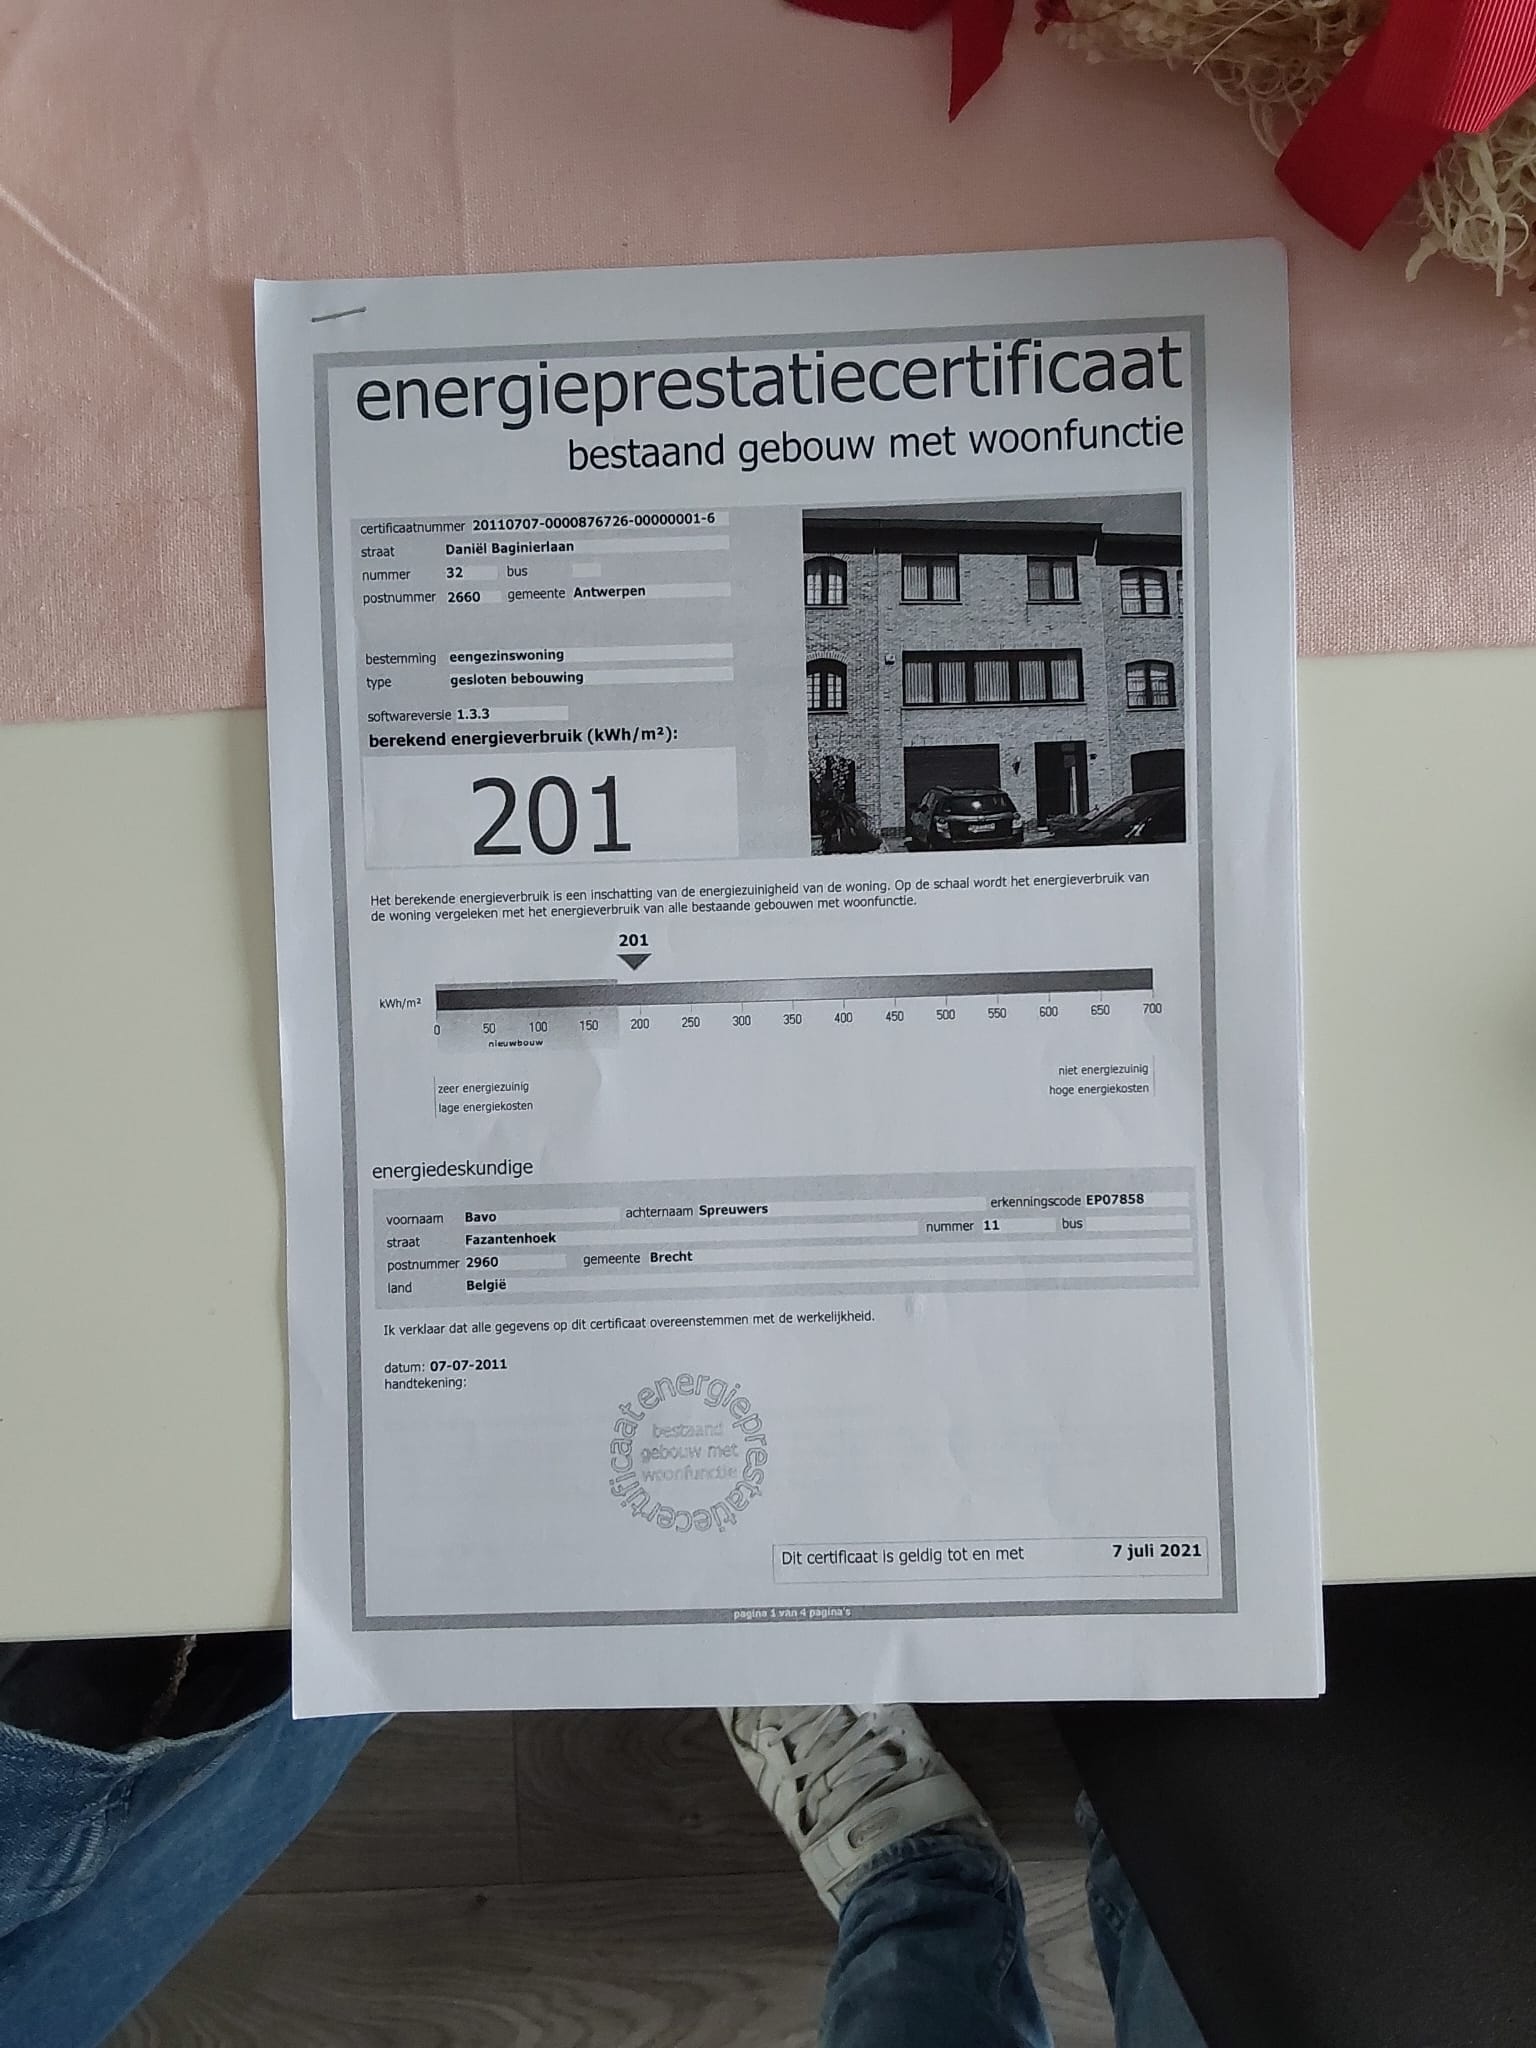 energieprestatiecertificaat
bestaand gebouw met woonfunctie
certificaatnummer 20110707-0000876726-00000001-6
straat Daniël Baginierlaan
nummer 32 bus
postnummer 2660 gemeente Antwerpen
bestemming eengezinswoning
type gesloten bebouwing
softwareversie 1.3.3
berekend energieverbruik (kWh/m²):
201
Het berekende energieverbruik is een inschatting van de energiezuinigheid van de woning. Op de schaal wordt het energieverbruik van
de woning vergeleken met het energieverbruik van alle bestaande gebouwen met woonfunctie.
201
kWh/m²
0 50 100 150 200 250 300 350 400 450 500 550 600 650 700
nieuwbouw
zeer energiezuinig niet energiezuinig
lage energiekosten hoge energiekosten
energiedeskundige
voornaam Bavo achternaam Spreuwers erkenningscode EP07858
straat Fazantenhoek nummer 11 bus
postnummer 2960 gemeente Brecht
land België
Ik verklaar dat alle gegevens op dit certificaat overeenstemmen met de werkelijkheid.
datum: 07-07-2011
handtekening:
energieprestatiecertificaat
bestaand
gebouw met
woonfunctie
Dit certificaat is geldig tot en met 7 juli 2021
pagina 1 van 4 pagina's